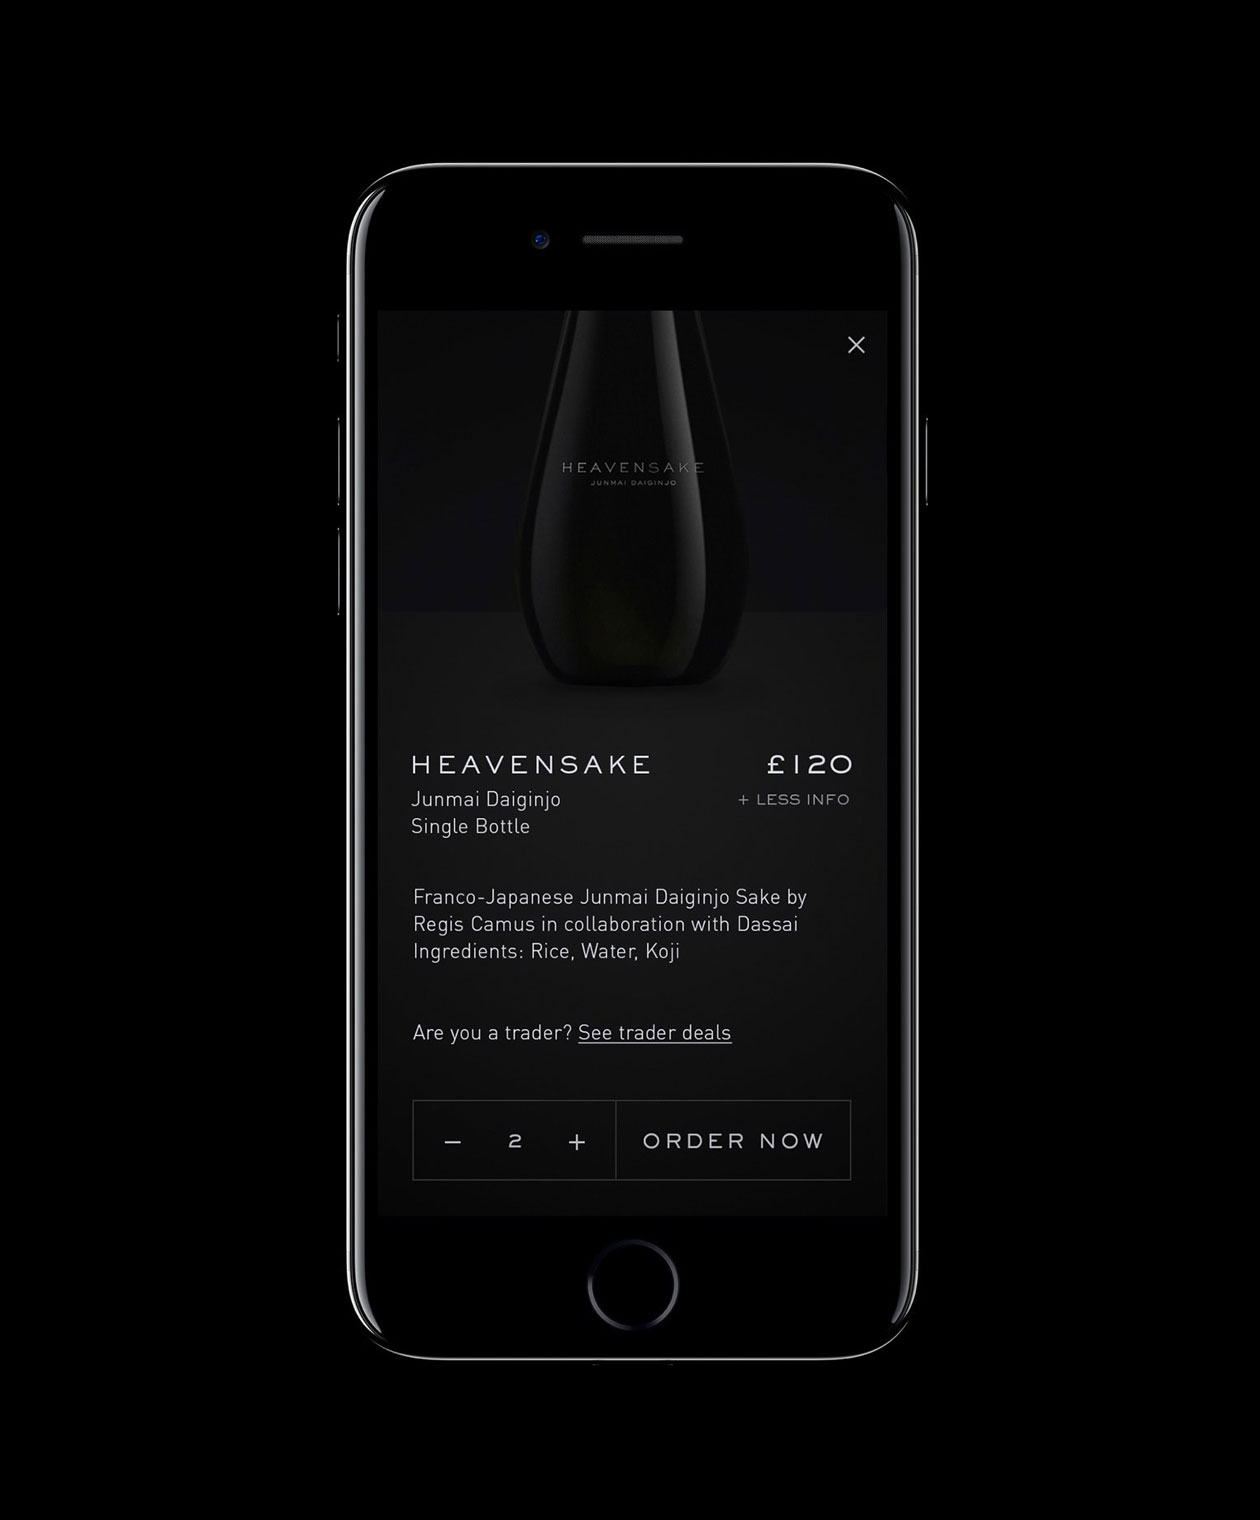 HEAVENSAKE
JUNMAI DAIGINJO
HEAVENSAKE £120
Junmai Daiginjo + LESS INFO
Single Bottle
Franco-Japanese Junmai Daiginjo Sake by
Regis Camus in collaboration with Dassai
Ingredients: Rice, Water, Koji
Are you a trader? See trader deals
− 2 + ORDER NOW